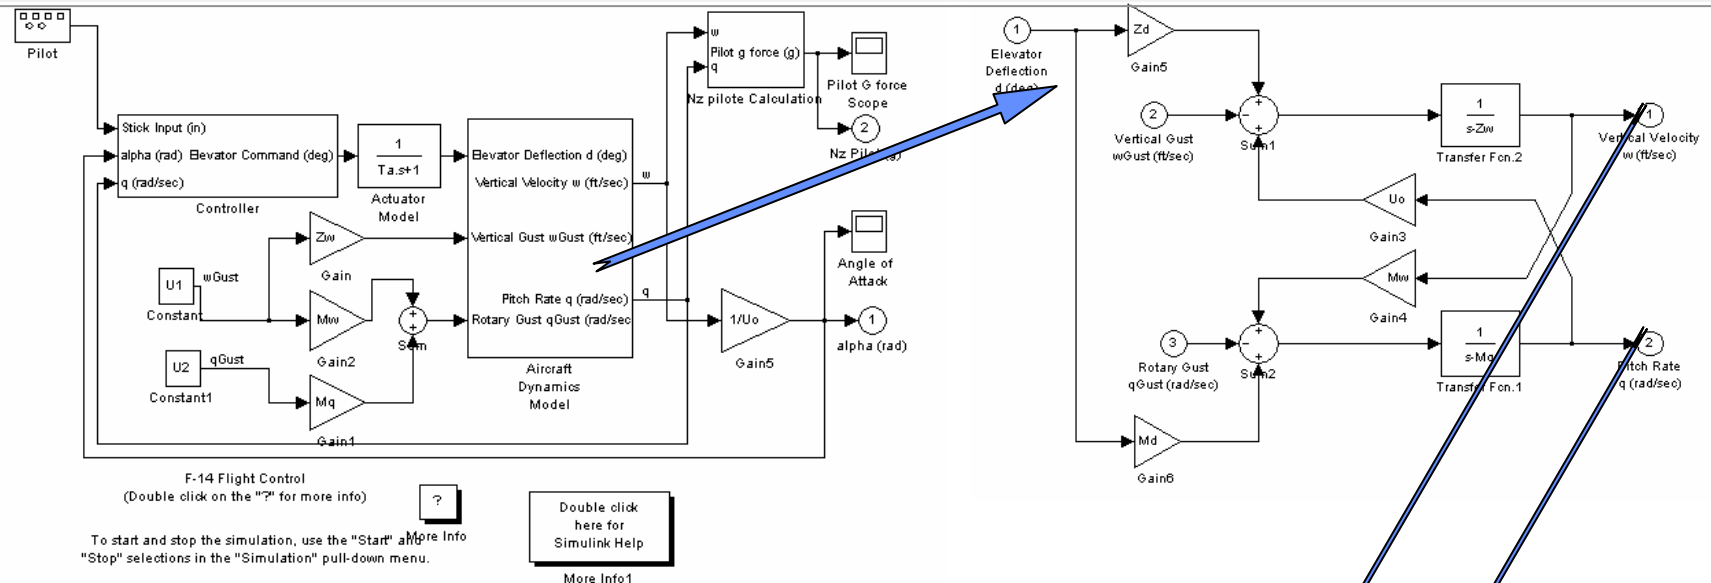 Pilot
Stick Input (in)
alpha (rad)
Elevator Command (deg)
q (rad/sec)
Controller
1
Ta.s+1
Actuator
Model
Elevator Deflection d (deg)
Vertical Velocity w (ft/sec)
Vertical Gust wGust (ft/sec)
Pitch Rate q (rad/sec)
Rotary Gust qGust (rad/sec
Aircraft
Dynamics
Model
w
q
w
Pilot g force (g)
q
Nz pilote Calculation
Pilot G force
Scope
2
Nz Pilot (g)
Zw
Gain
U1
wGust
Constant
Mw
Gain2
+
+
Sum
U2
qGust
Constant1
Mq
Gain1
1/Uo
Gain5
Angle of
Attack
1
alpha (rad)
F-14 Flight Control
(Double click on the "?" for more info)
?
More Info
To start and stop the simulation, use the "Start" and
"Stop" selections in the "Simulation" pull-down menu.
Double click
here for
Simulink Help
More Info1
1
Elevator
Deflection
d (deg)
Zd
Gain5
2
Vertical Gust
wGust (ft/sec)
+
-
+
Sum1
1
s-Zw
Transfer Fcn.2
1
Vertical Velocity
w (ft/sec)
Uo
Gain3
Mw
Gain4
3
Rotary Gust
qGust (rad/sec)
+
-
+
Sum2
1
s-Mq
Transfer Fcn.1
2
Pitch Rate
q (rad/sec)
Md
Gain6